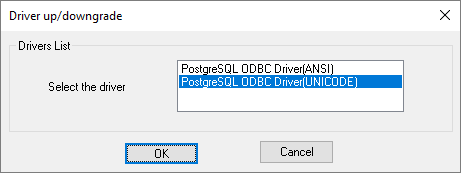 Driver up/downgrade
Drivers List
Select the driver
PostgreSQL ODBC Driver(ANSI)
PostgreSQL ODBC Driver(UNICODE)
OK
Cancel